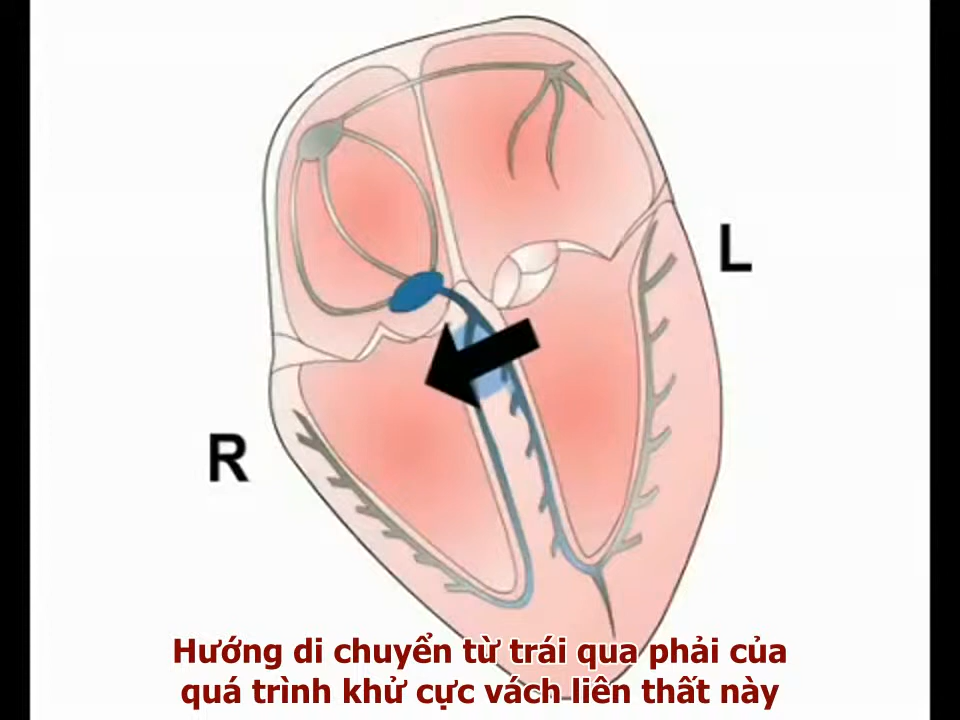 L
R
Hướng di chuyển từ trái qua phải của
quá trình khử cực vách liên thất này